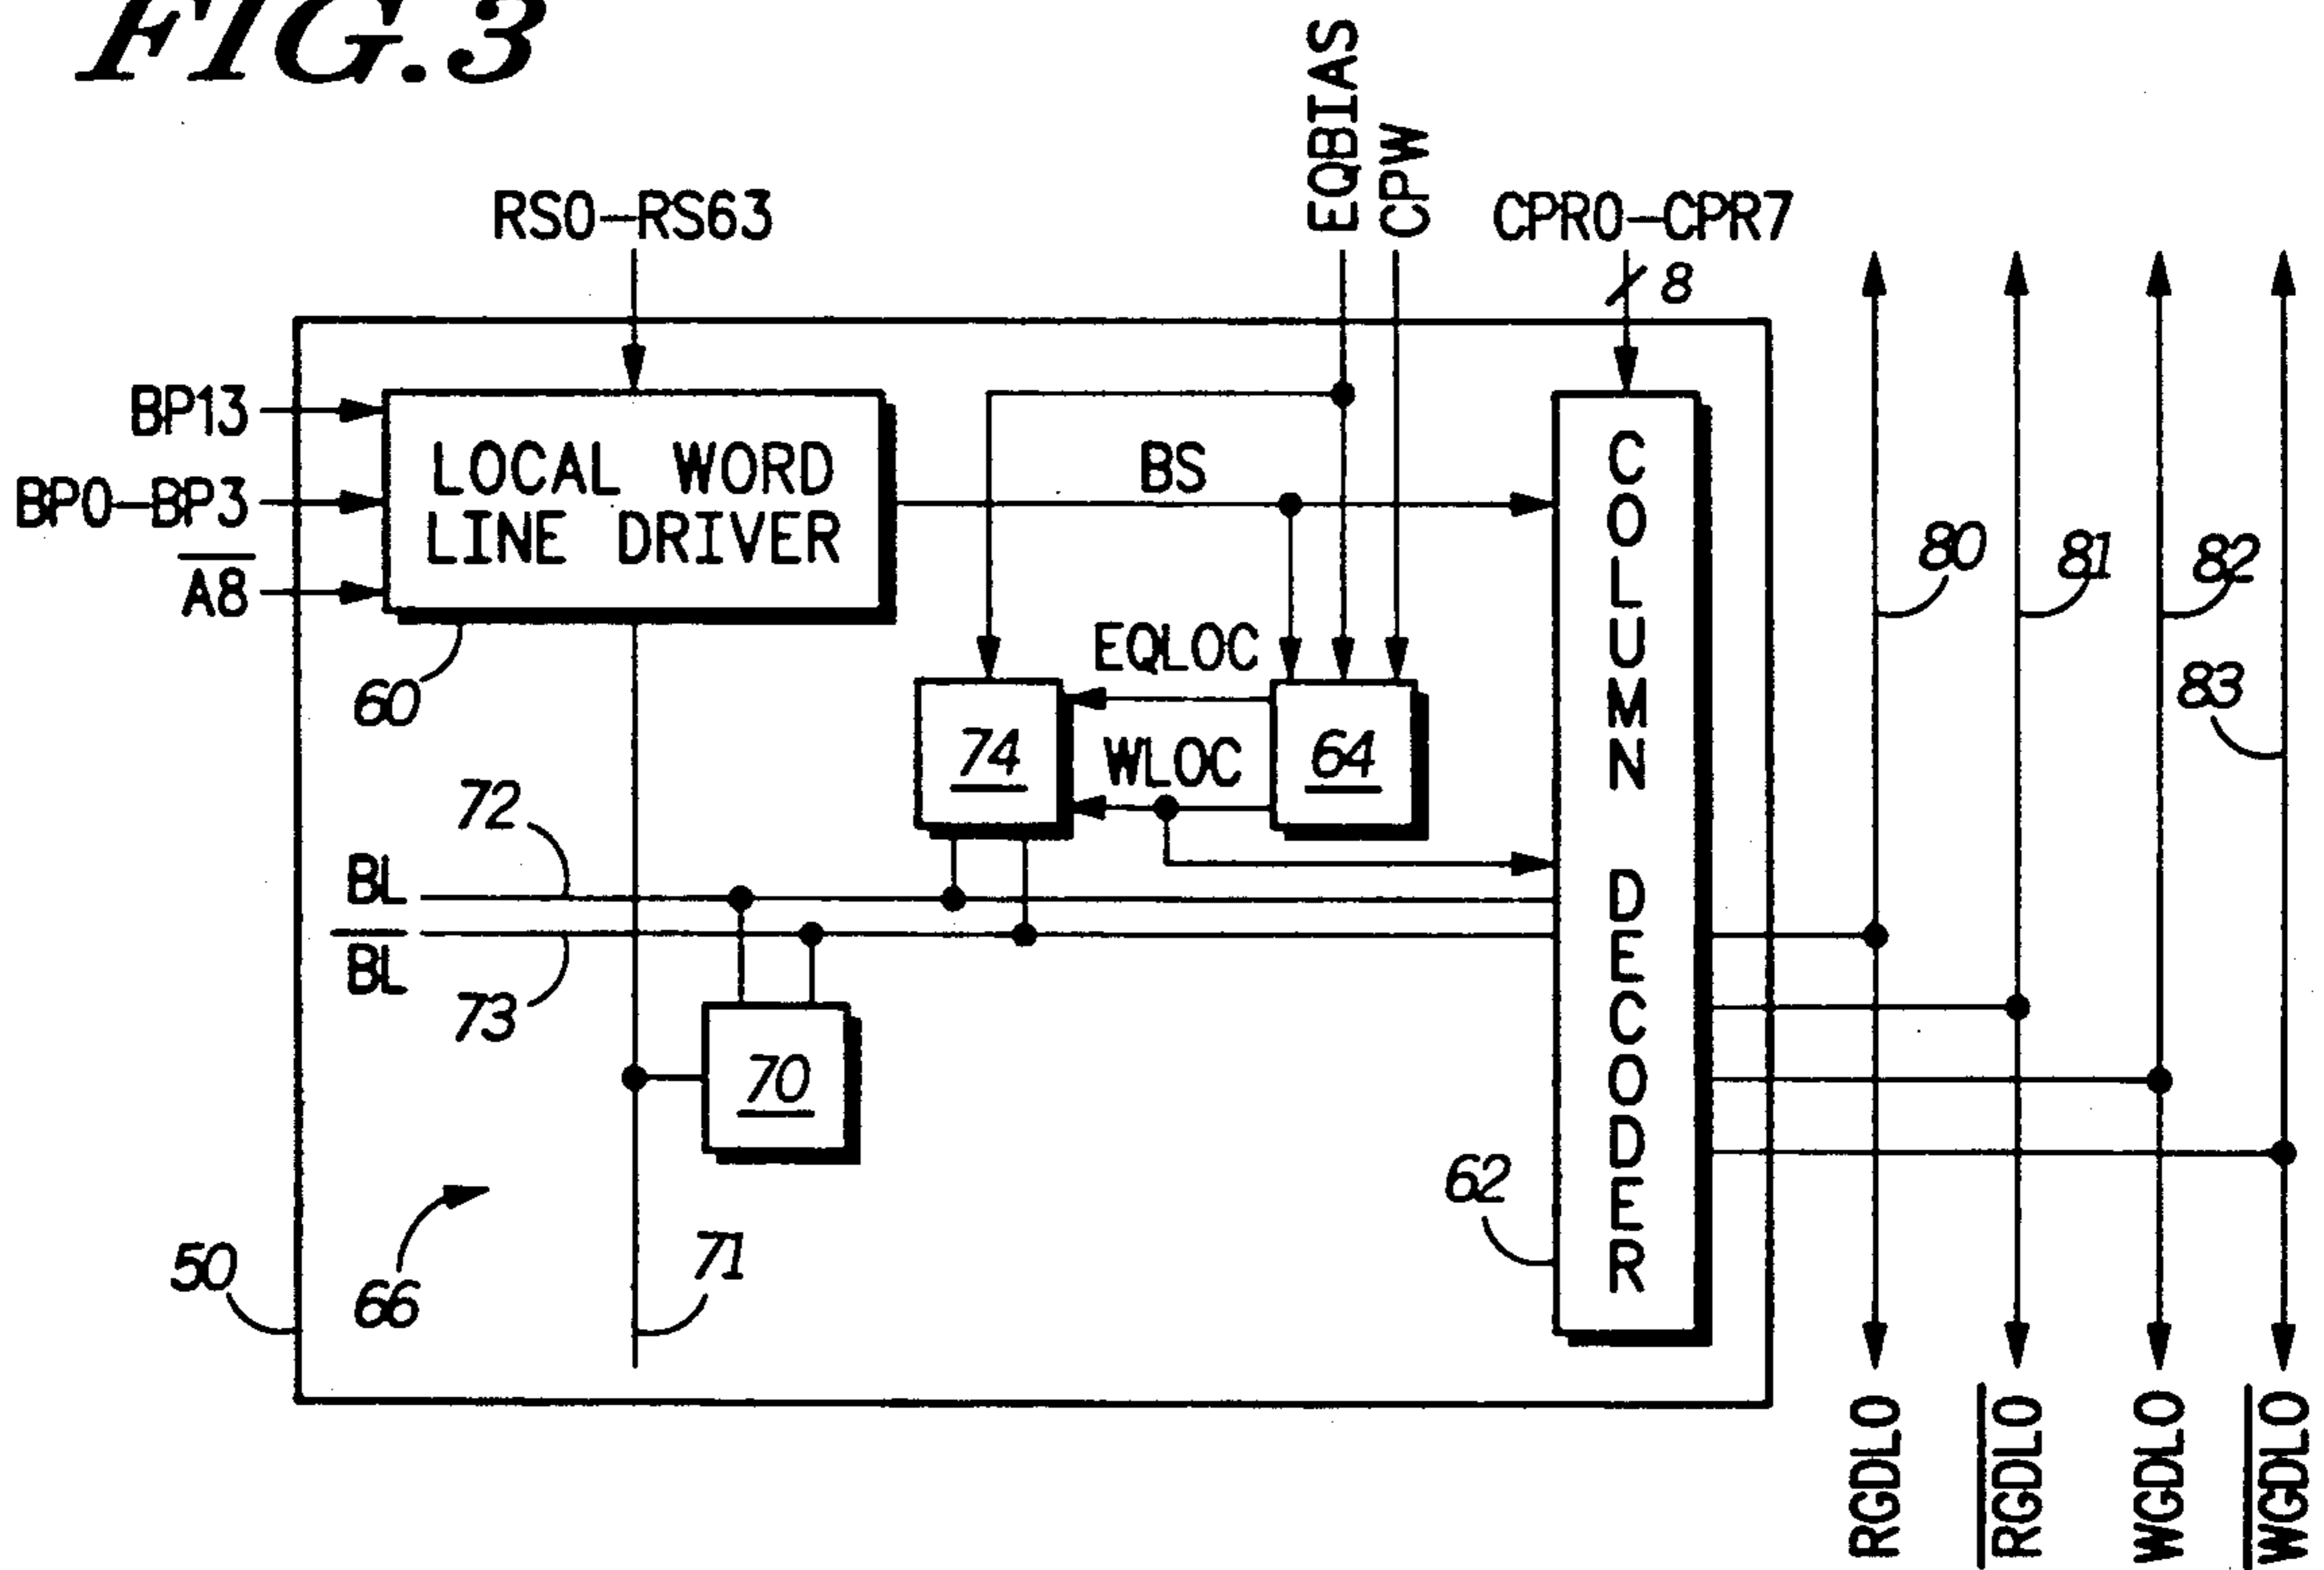 FIG.3
EQBIAS
CPW
RS0-RS63
CPR0-CPR7
8
BP13
BP0-BP3
A8
LOCAL WORD
LINE DRIVER
BS
COLUMN DECODER
60
EQLOC
74
WLOC
64
80
81
82
83
72
BL
BL
73
70
62
50
66
71
RGDL0
RGDL0
WGDL0
WGDL0